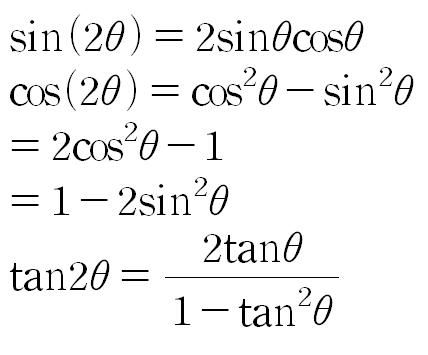 sin(2θ) = 2sinθcosθ
cos(2θ) = cos²θ − sin²θ
= 2cos²θ − 1
= 1 − 2sin²θ
tan2θ = 2tanθ / 1 − tan²θ